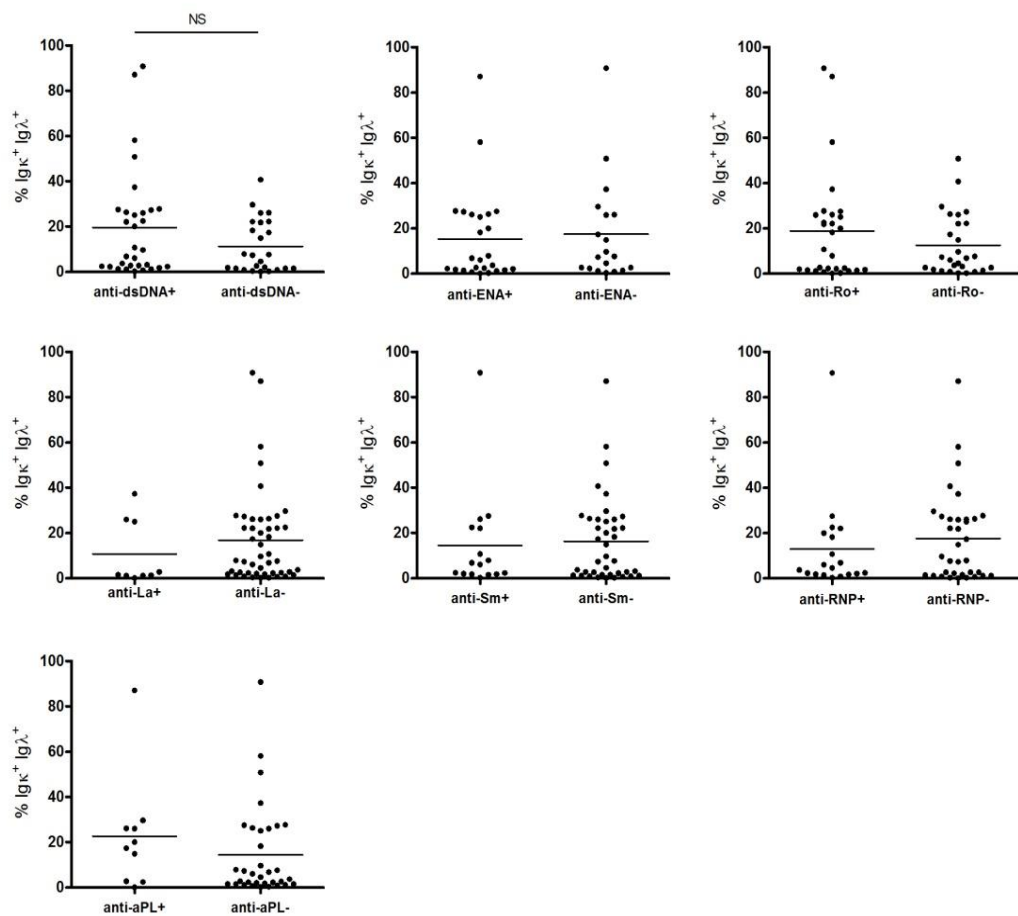 NS
% Igκ⁺ Igλ⁺
100
80
60
40
20
0
anti-dsDNA+ anti-dsDNA-
% Igκ⁺ Igλ⁺
100
80
60
40
20
0
anti-ENA+ anti-ENA-
% Igκ⁺ Igλ⁺
100
80
60
40
20
0
anti-Ro+ anti-Ro-
% Igκ⁺ Igλ⁺
100
80
60
40
20
0
anti-La+ anti-La-
% Igκ⁺ Igλ⁺
100
80
60
40
20
0
anti-Sm+ anti-Sm-
% Igκ⁺ Igλ⁺
100
80
60
40
20
0
anti-RNP+ anti-RNP-
% Igκ⁺ Igλ⁺
100
80
60
40
20
0
anti-aPL+ anti-aPL-